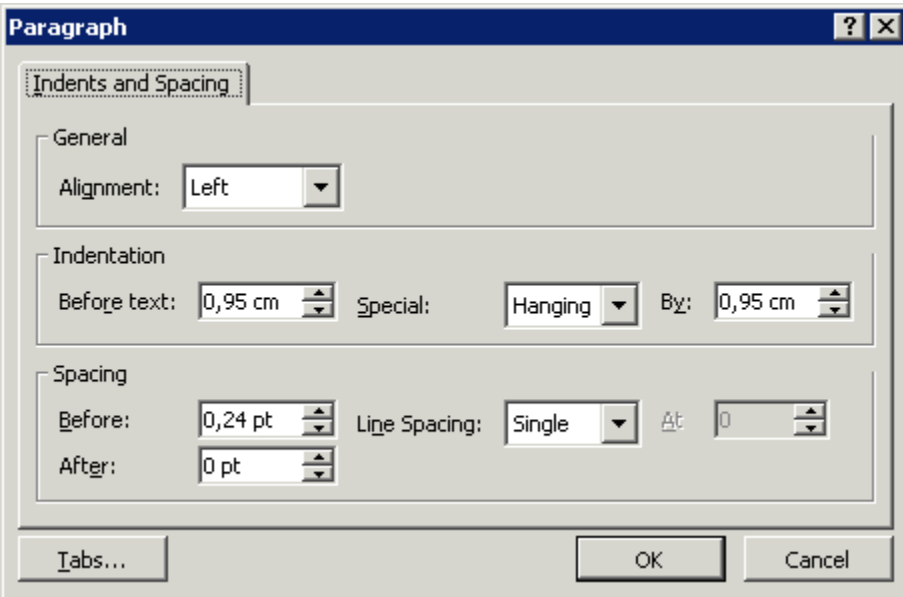 Paragraph
Indents and Spacing
General
Alignment: Left
Indentation
Before text: 0,95 cm Special: Hanging By: 0,95 cm
Spacing
Before: 0,24 pt Line Spacing: Single At 0
After: 0 pt
Tabs... OK Cancel